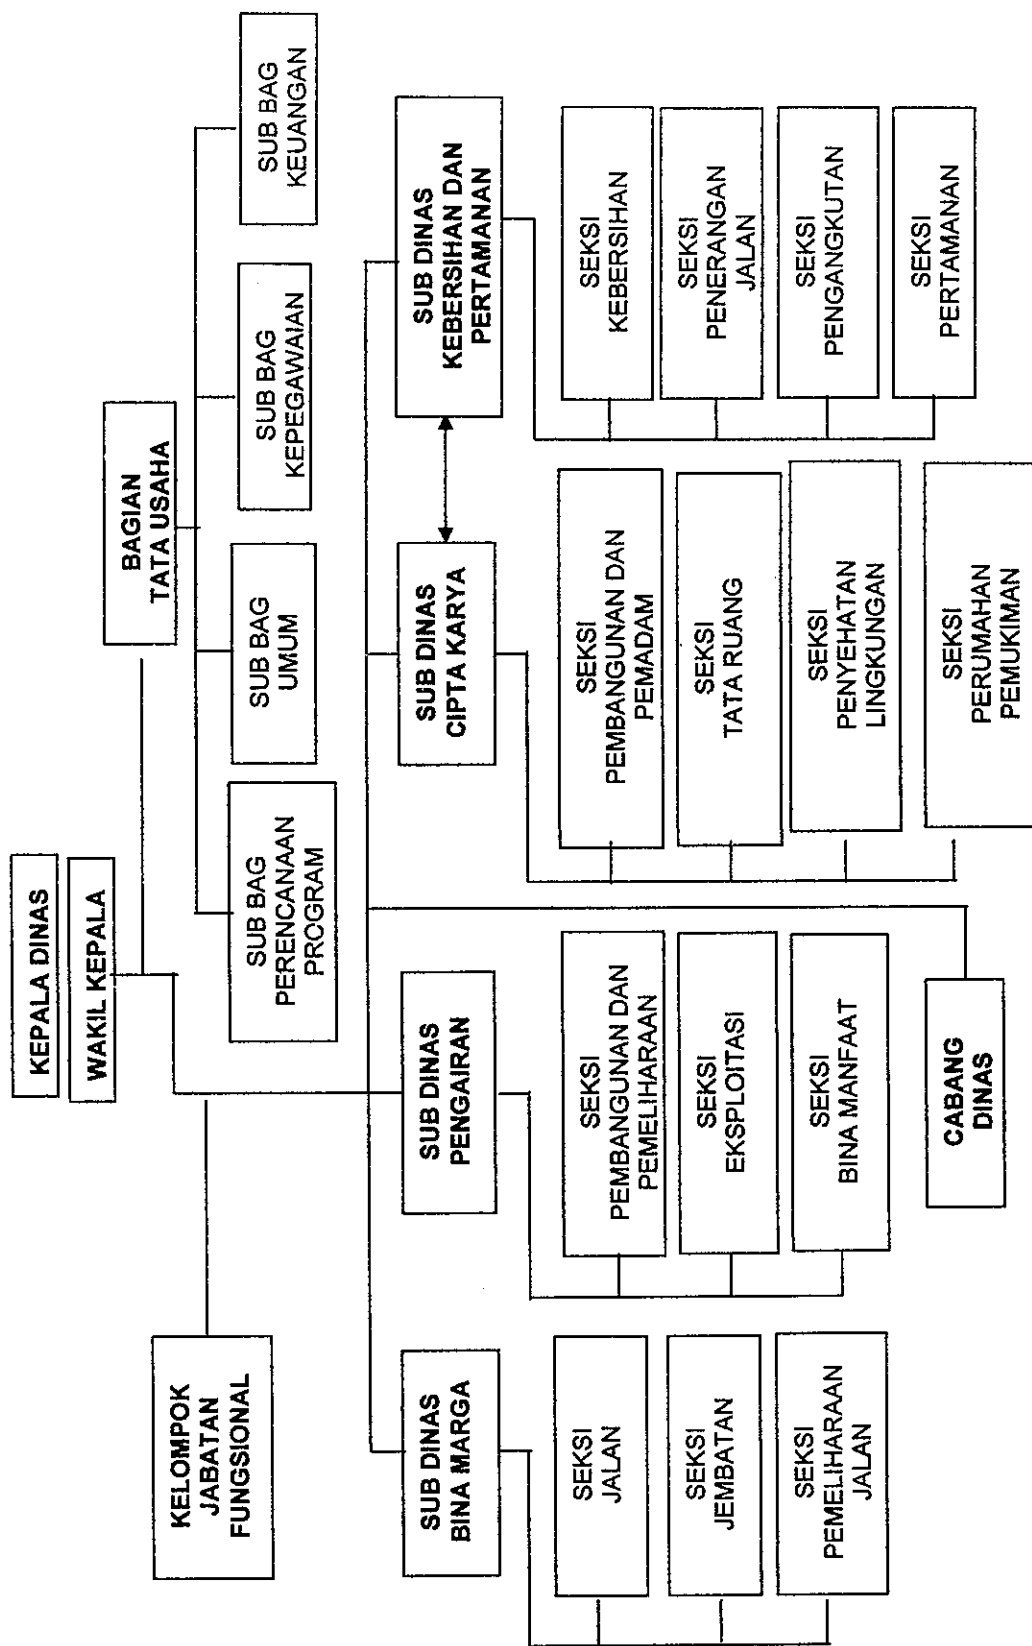 KEPALA DINAS
WAKIL KEPALA
KELOMPOK
JABATAN
FUNGSIONAL
BAGIAN
TATA USAHA
SUB BAG
PERENCANAAN
PROGRAM
SUB BAG
UMUM
SUB BAG
KEPEGAWAIAN
SUB BAG
KEUANGAN
SUB DINAS
BINA MARGA
SUB DINAS
PENGAIRAN
SUB DINAS
CIPTA KARYA
SUB DINAS
KEBERSIHAN DAN
PERTAMANAN
SEKSI
JALAN
SEKSI
JEMBATAN
SEKSI
PEMELIHARAAN
JALAN
SEKSI
PEMBANGUNAN DAN
PEMELIHARAAN
SEKSI
EKSPLOITASI
SEKSI
BINA MANFAAT
SEKSI
PEMBANGUNAN DAN
PEMADAM
SEKSI
TATA RUANG
SEKSI
PENYEHATAN
LINGKUNGAN
SEKSI
PERUMAHAN
PEMUKIMAN
SEKSI
KEBERSIHAN
SEKSI
PENERANGAN
JALAN
SEKSI
PENGANGKUTAN
SEKSI
PERTAMANAN
CABANG
DINAS